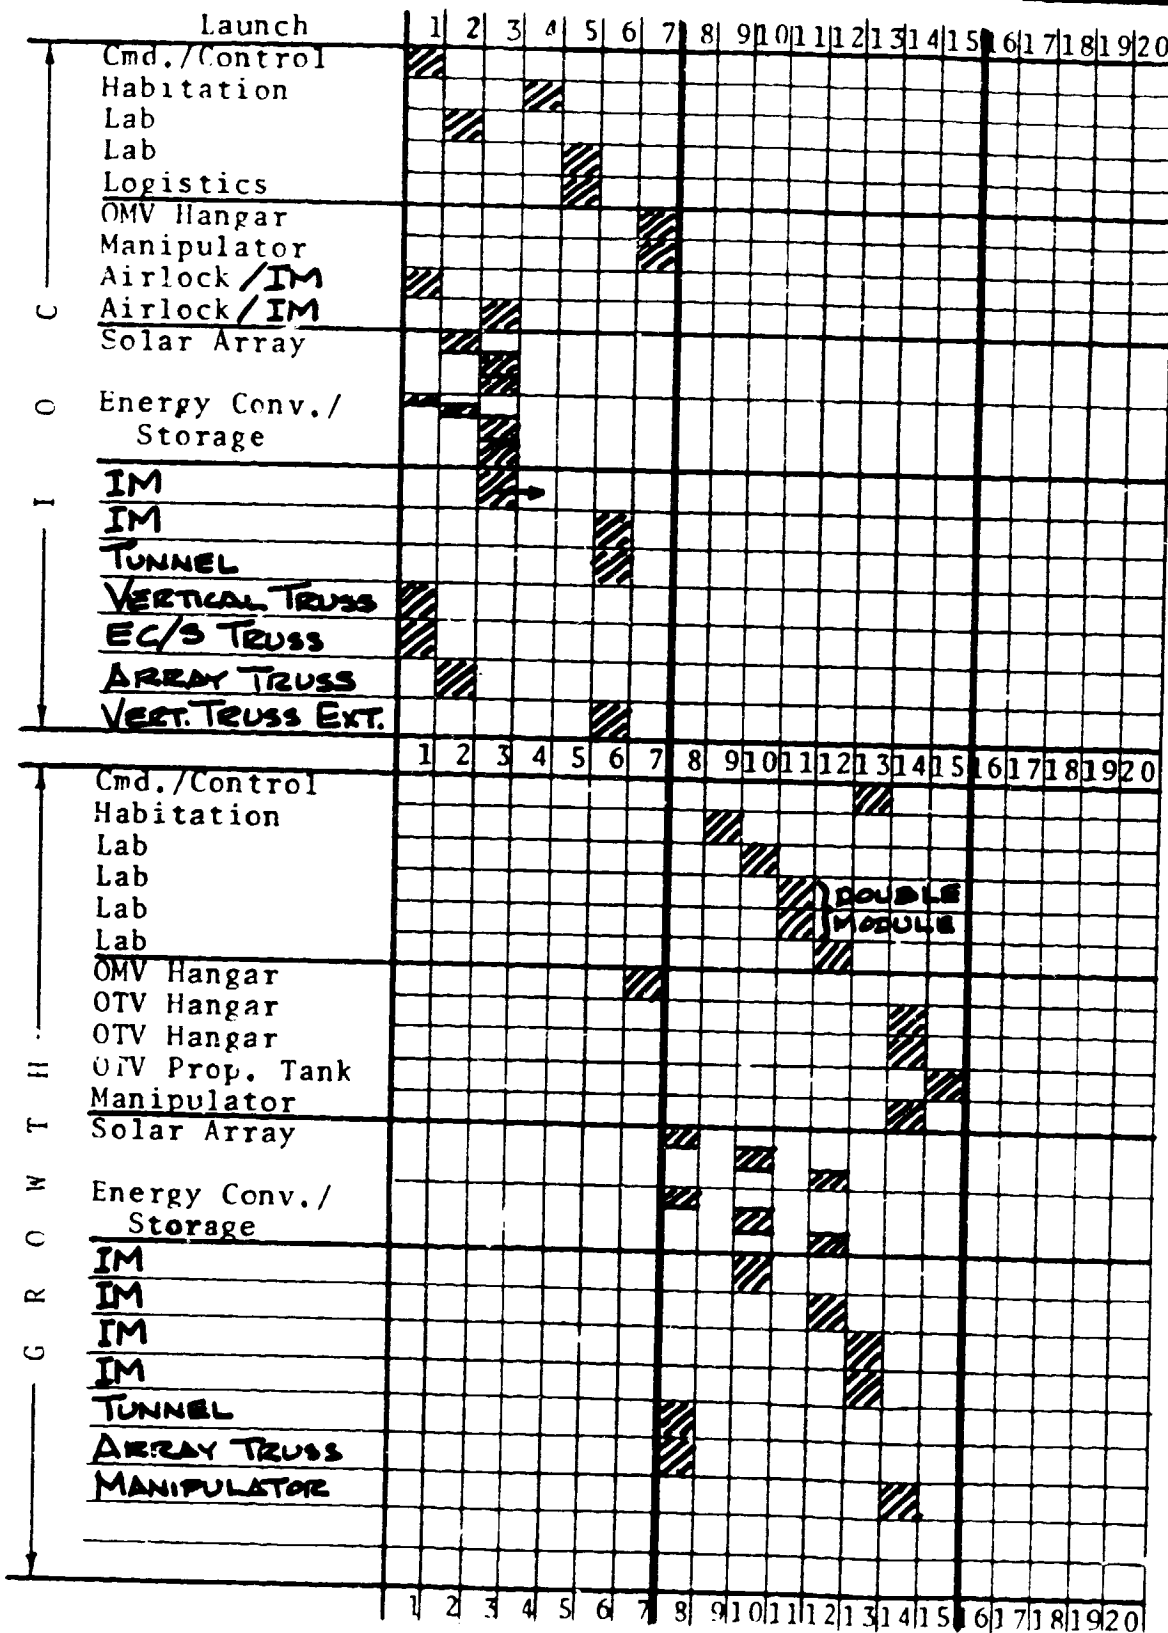 Launch 1 2 3 4 5 6 7 8 9 10 11 12 13 14 15 16 17 18 19 20
I O C
Cmd./Control
Habitation
Lab
Lab
Logistics
OMV Hangar
Manipulator
Airlock/IM
Airlock/IM
Solar Array
Energy Conv./
Storage
IM
IM
TUNNEL
VERTICAL TRUSS
EC/S TRUSS
ARRAY TRUSS
VERT. TRUSS EXT.
1 2 3 4 5 6 7 8 9 10 11 12 13 14 15 16 17 18 19 20
GROWTH
Cmd./Control
Habitation
Lab
Lab DOUBLE
Lab MODULE
Lab
OMV Hangar
OTV Hangar
OTV Hangar
OTV Prop. Tank
Manipulator
Solar Array
Energy Conv./
Storage
IM
IM
IM
IM
TUNNEL
ARRAY TRUSS
MANIPULATOR
1 2 3 4 5 6 7 8 9 10 11 12 13 14 15 16 17 18 19 20